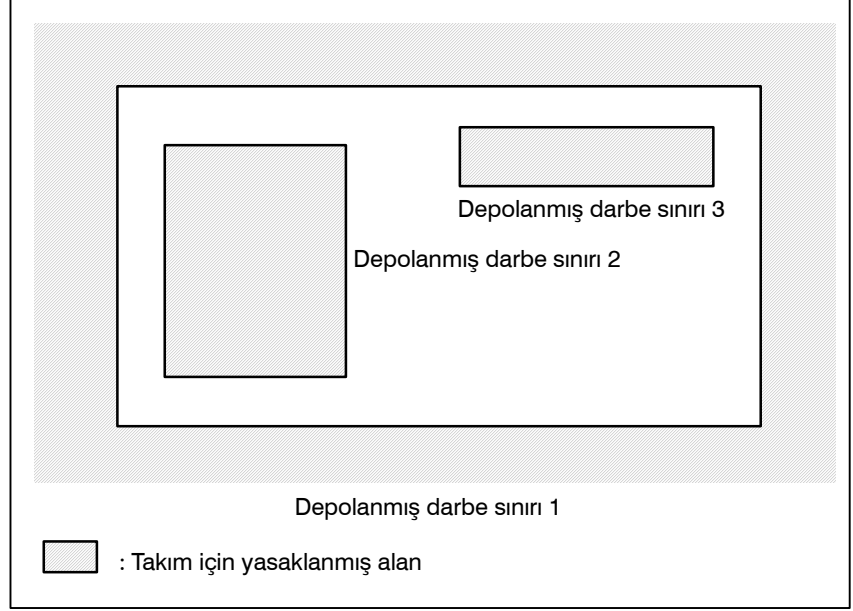 Depolanmış darbe sınırı 3
Depolanmış darbe sınırı 2
Depolanmış darbe sınırı 1
: Takım için yasaklanmış alan